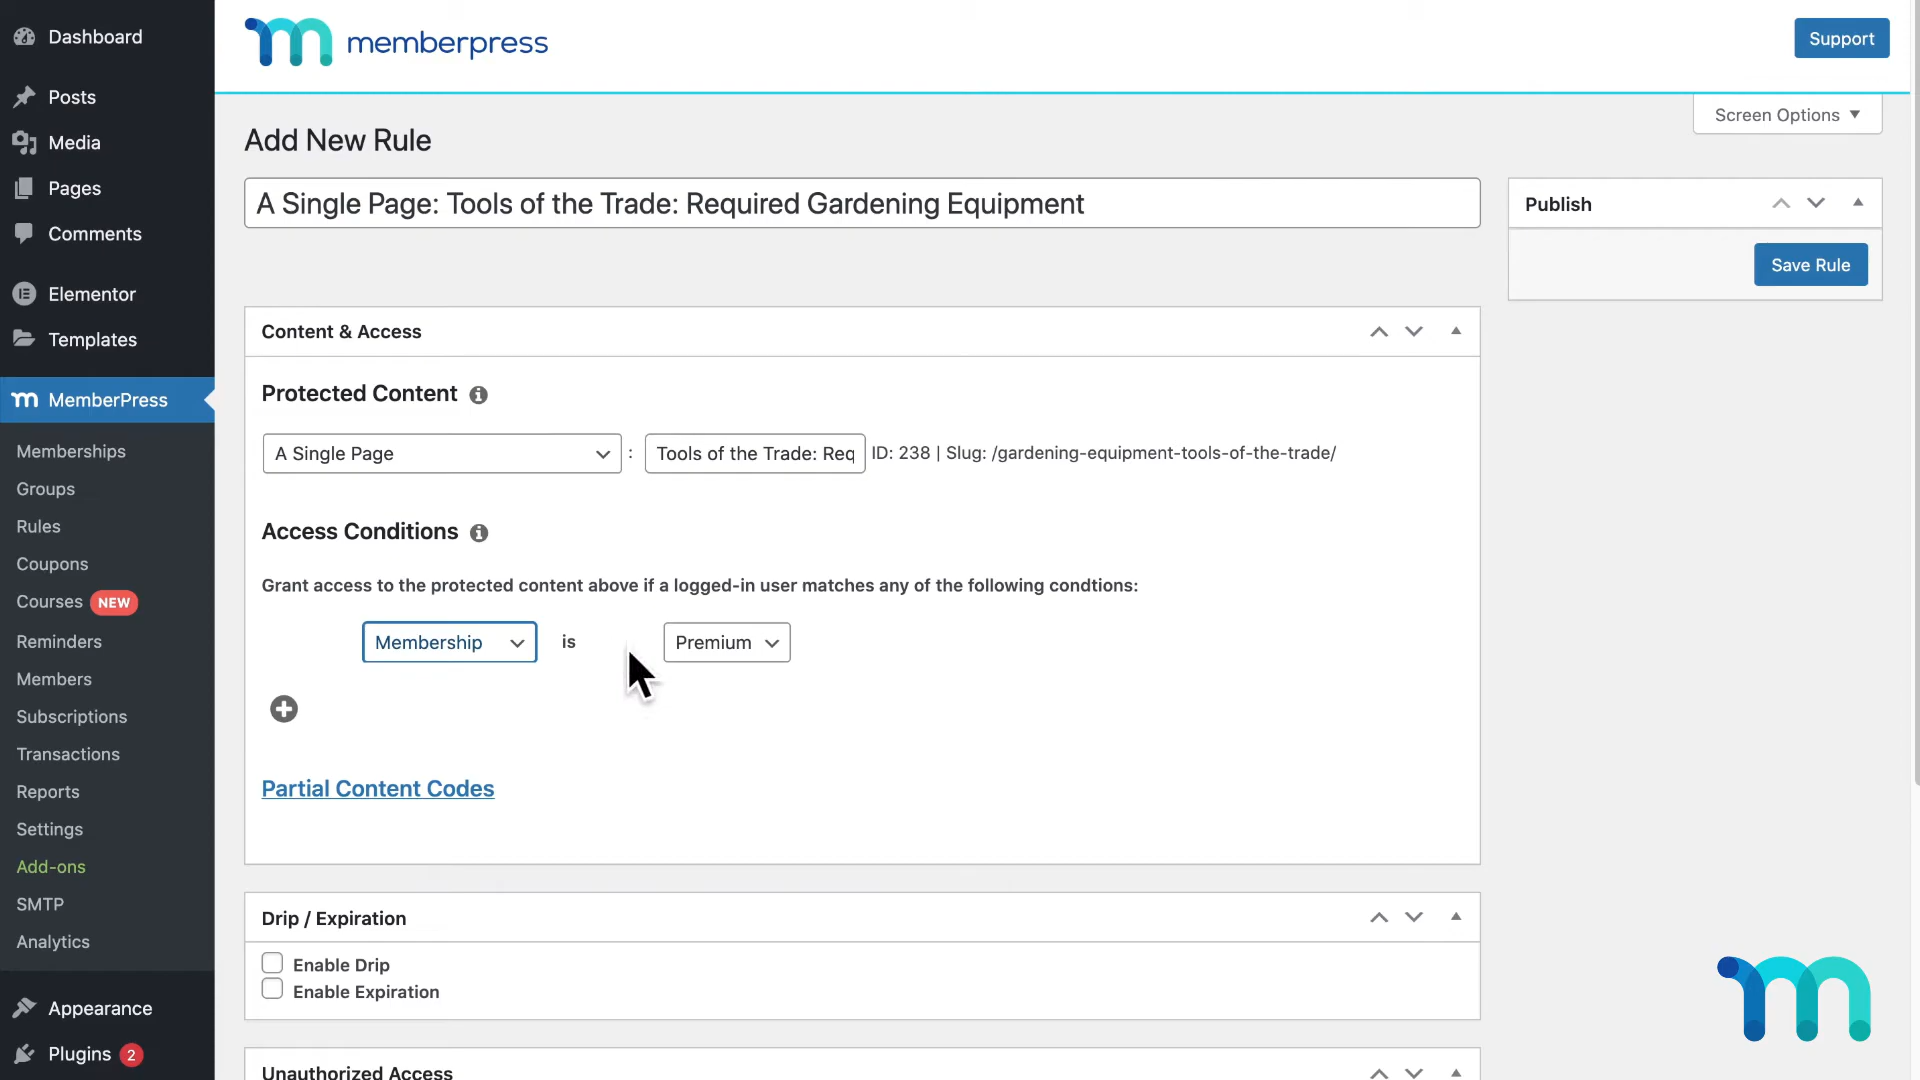 Dashboard
Posts
Media
Pages
Comments
Elementor
Templates
MemberPress
Memberships
Groups
Rules
Coupons
Courses NEW
Reminders
Members
Subscriptions
Transactions
Reports
Settings
Add-ons
SMTP
Analytics
Appearance
Plugins 2
memberpress
Support
Screen Options
Add New Rule
A Single Page: Tools of the Trade: Required Gardening Equipment
Publish
Save Rule
Content & Access
Protected Content
A Single Page : Tools of the Trade: Req ID: 238 | Slug: /gardening-equipment-tools-of-the-trade/
Access Conditions
Grant access to the protected content above if a logged-in user matches any of the following condtions:
Membership is Premium
Partial Content Codes
Drip / Expiration
Enable Drip
Enable Expiration
Unauthorized Access